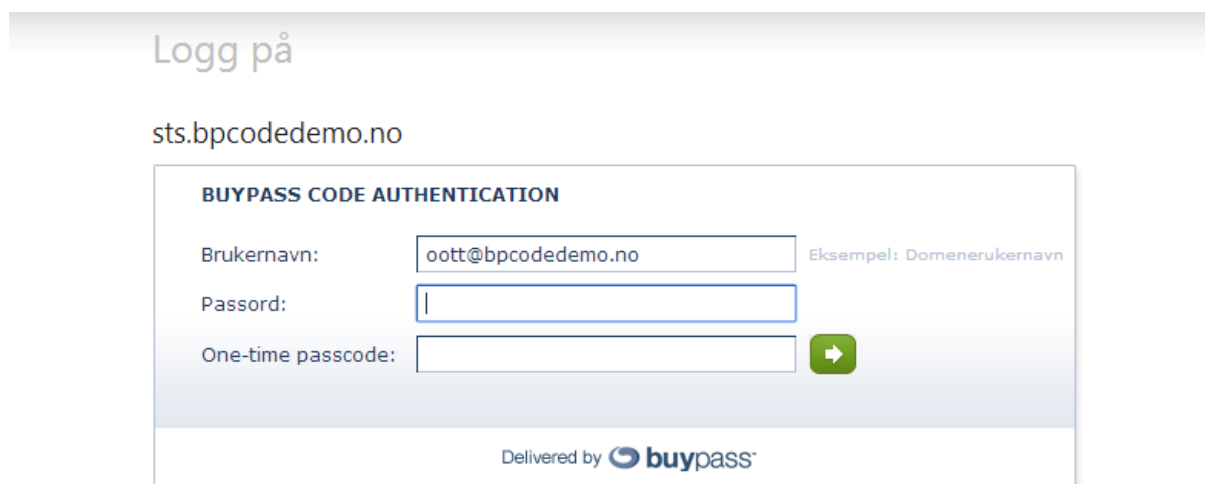 Logg på
sts.bpcodedemo.no
BUYPASS CODE AUTHENTICATION
Brukernavn: oott@bpcodedemo.no Eksempel: Domenerukernavn
Passord:
One-time passcode:
Delivered by buypass